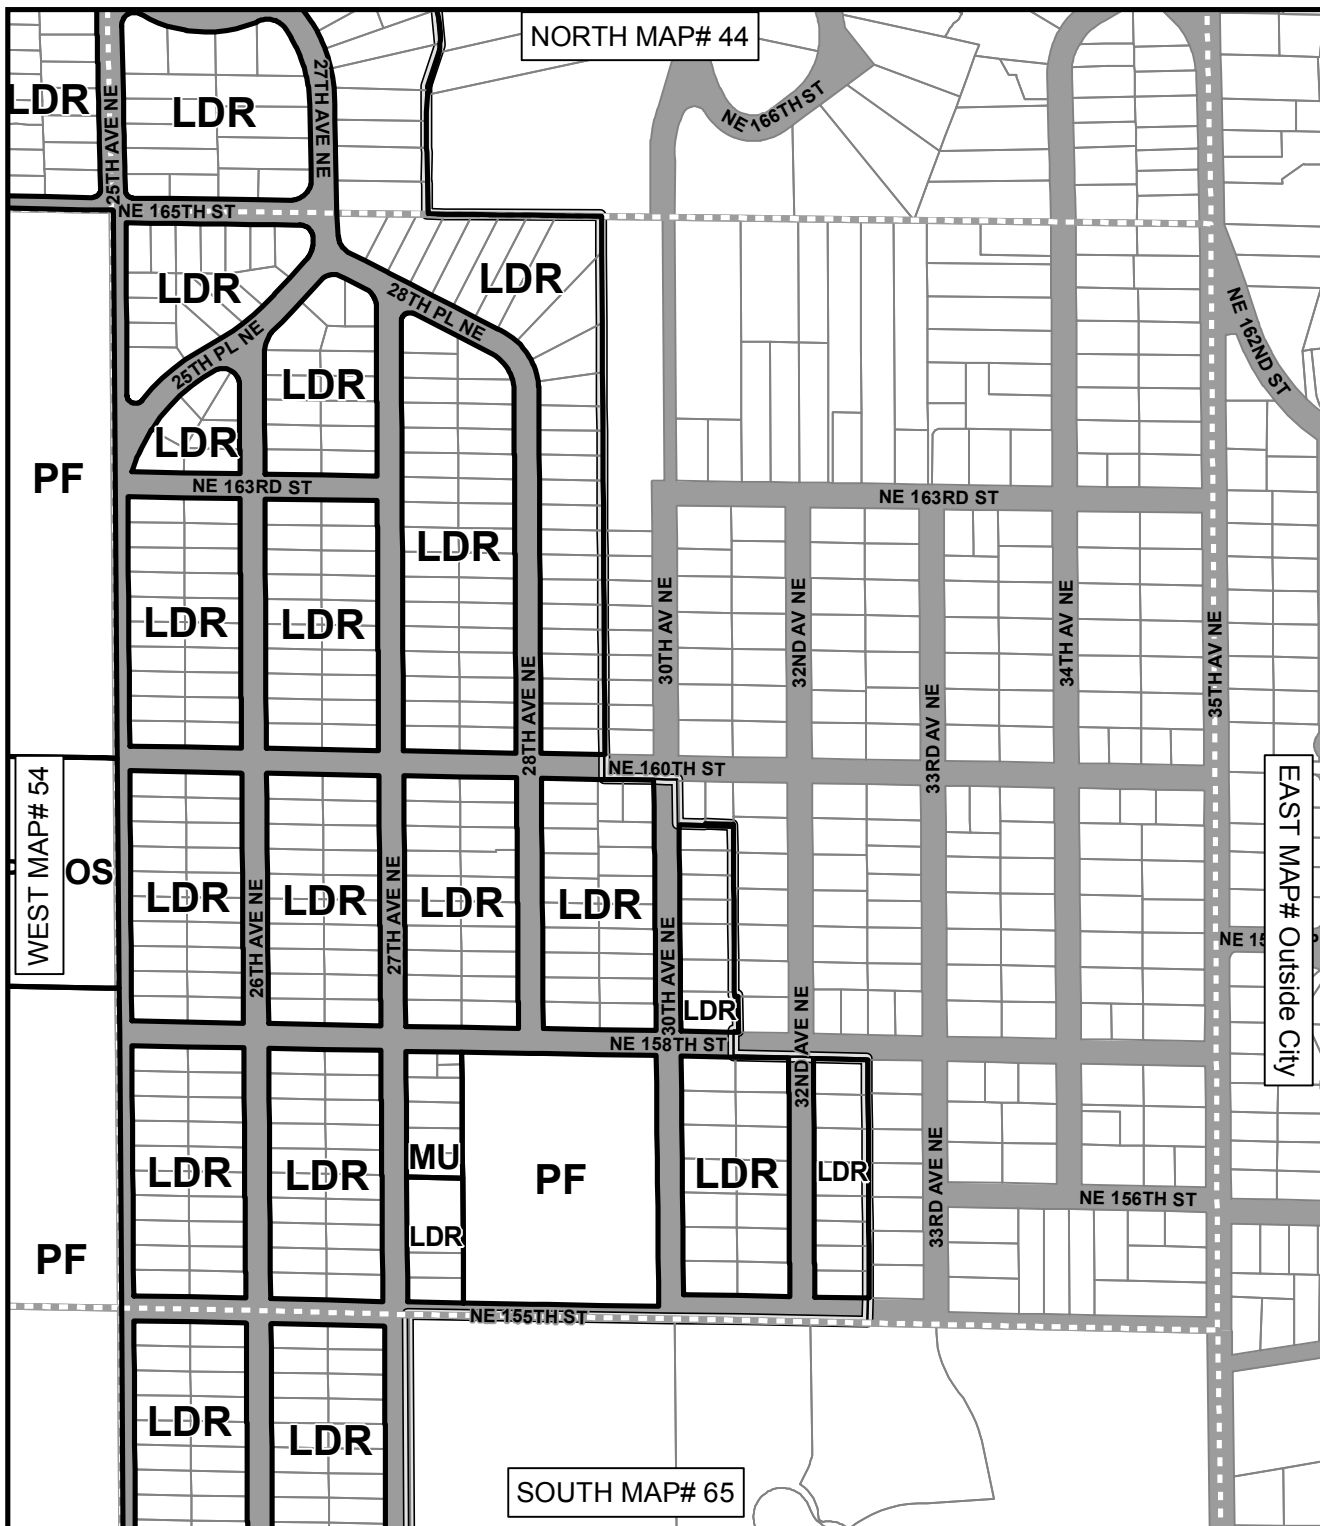 NORTH MAP# 44
LDR
LDR
25TH AVE NE
27TH AVE NE
NE 166TH ST
NE 165TH ST
LDR
LDR
28TH PL NE
25TH PL NE
LDR
LDR
NE 162ND ST
PF
NE 163RD ST
NE 163RD ST
LDR
LDR
LDR
30TH AV NE
32ND AV NE
33RD AV NE
34TH AV NE
35TH AV NE
28TH AVE NE
NE 160TH ST
WEST MAP# 54
OS
LDR
LDR
LDR
LDR
26TH AVE NE
27TH AVE NE
30TH AVE NE
LDR
NE 15
EAST MAP# Outside City
NE 158TH ST
32ND AVE NE
LDR
LDR
MU
LDR
PF
LDR
LDR
33RD AVE NE
NE 156TH ST
PF
NE 155TH ST
LDR
LDR
SOUTH MAP# 65